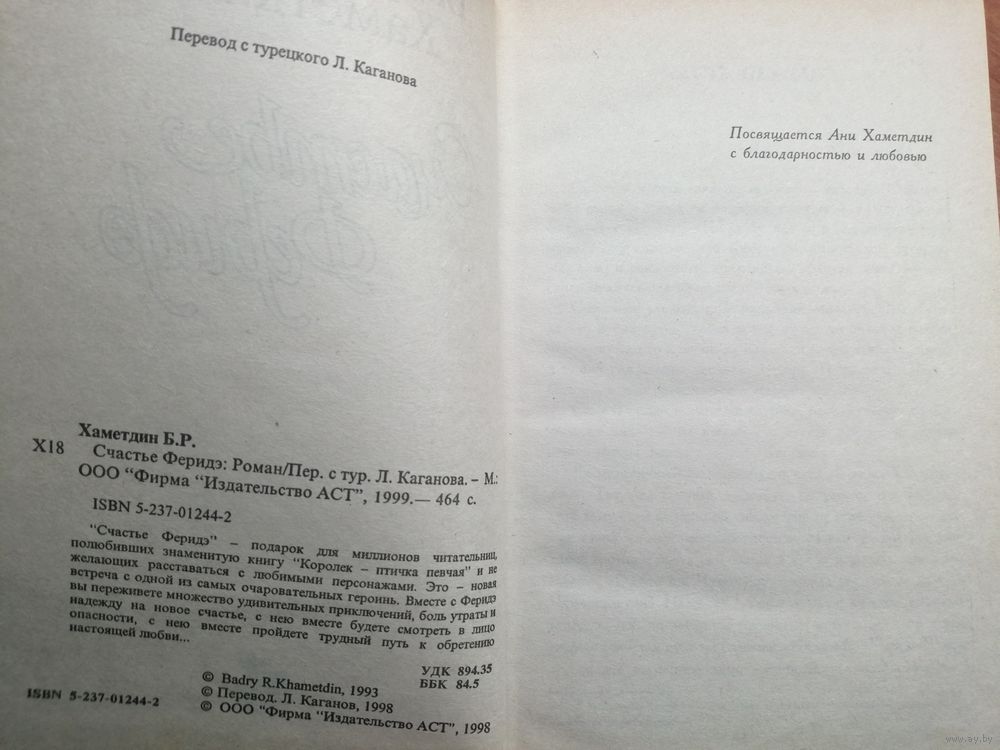 Перевод с турецкого Л. Каганова
Хаметдин Б.Р.
Х18
Счастье Феридэ: Роман/Пер. с тур. Л. Каганова. – М.:
ООО "Фирма "Издательство АСТ", 1999.— 464 с.
ISBN 5-237-01244-2
"Счастье Феридэ" – подарок для миллионов читательниц,
полюбивших знаменитую книгу "Королек – птичка певчая" и не
желающих расставаться с любимыми персонажами. Это – новая
встреча с одной из самых очаровательных героинь. Вместе с Феридэ
вы переживете множество удивительных приключений, боль утраты и
надежду на новое счастье, с нею вместе будете смотреть в лицо
опасности, с нею вместе пройдете трудный путь к обретению
настоящей любви...
УДК 894.35
ББК 84.5
© Badry R.Khametdin, 1993
© Перевод. Л. Каганов, 1998
© ООО "Фирма "Издательство АСТ", 1998
ISBN 5-237-01244-2
Посвящается Ани Хаметдин
с благодарностью и любовью
www.ay.by